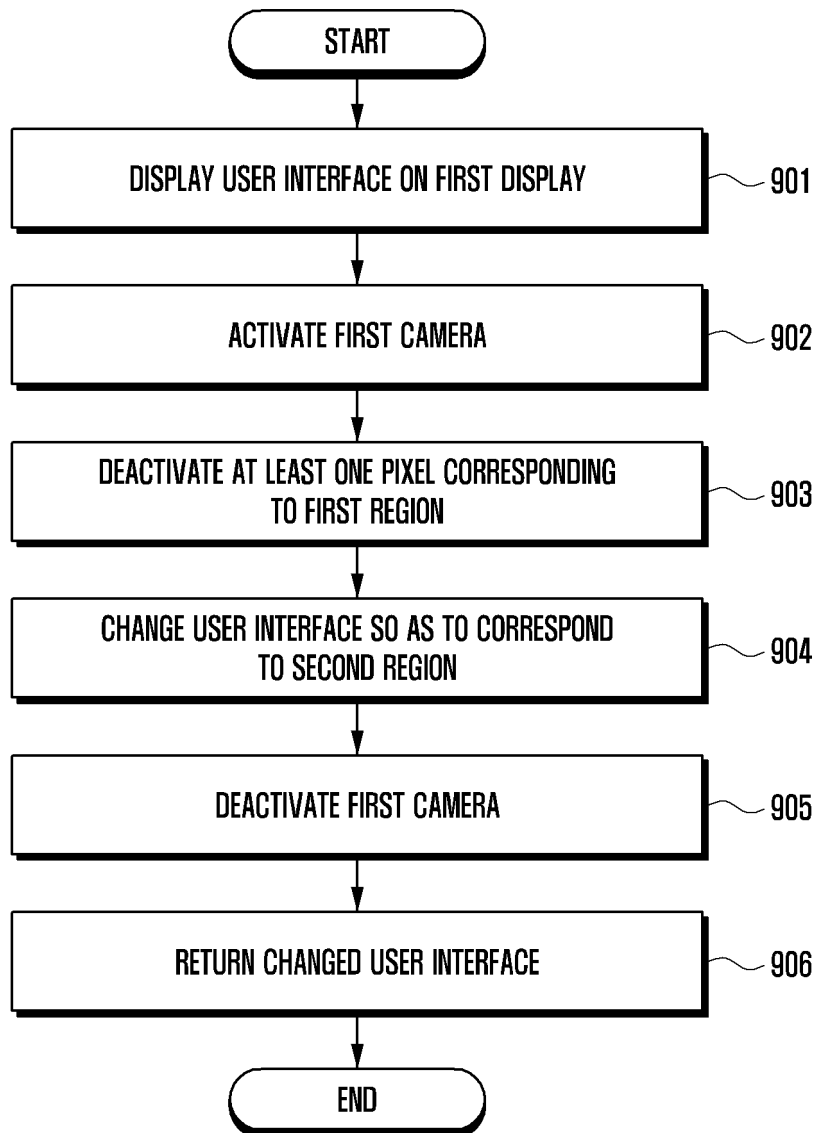 START
DISPLAY USER INTERFACE ON FIRST DISPLAY
901
ACTIVATE FIRST CAMERA
902
DEACTIVATE AT LEAST ONE PIXEL CORRESPONDING
TO FIRST REGION
903
CHANGE USER INTERFACE SO AS TO CORRESPOND
TO SECOND REGION
904
DEACTIVATE FIRST CAMERA
905
RETURN CHANGED USER INTERFACE
906
END